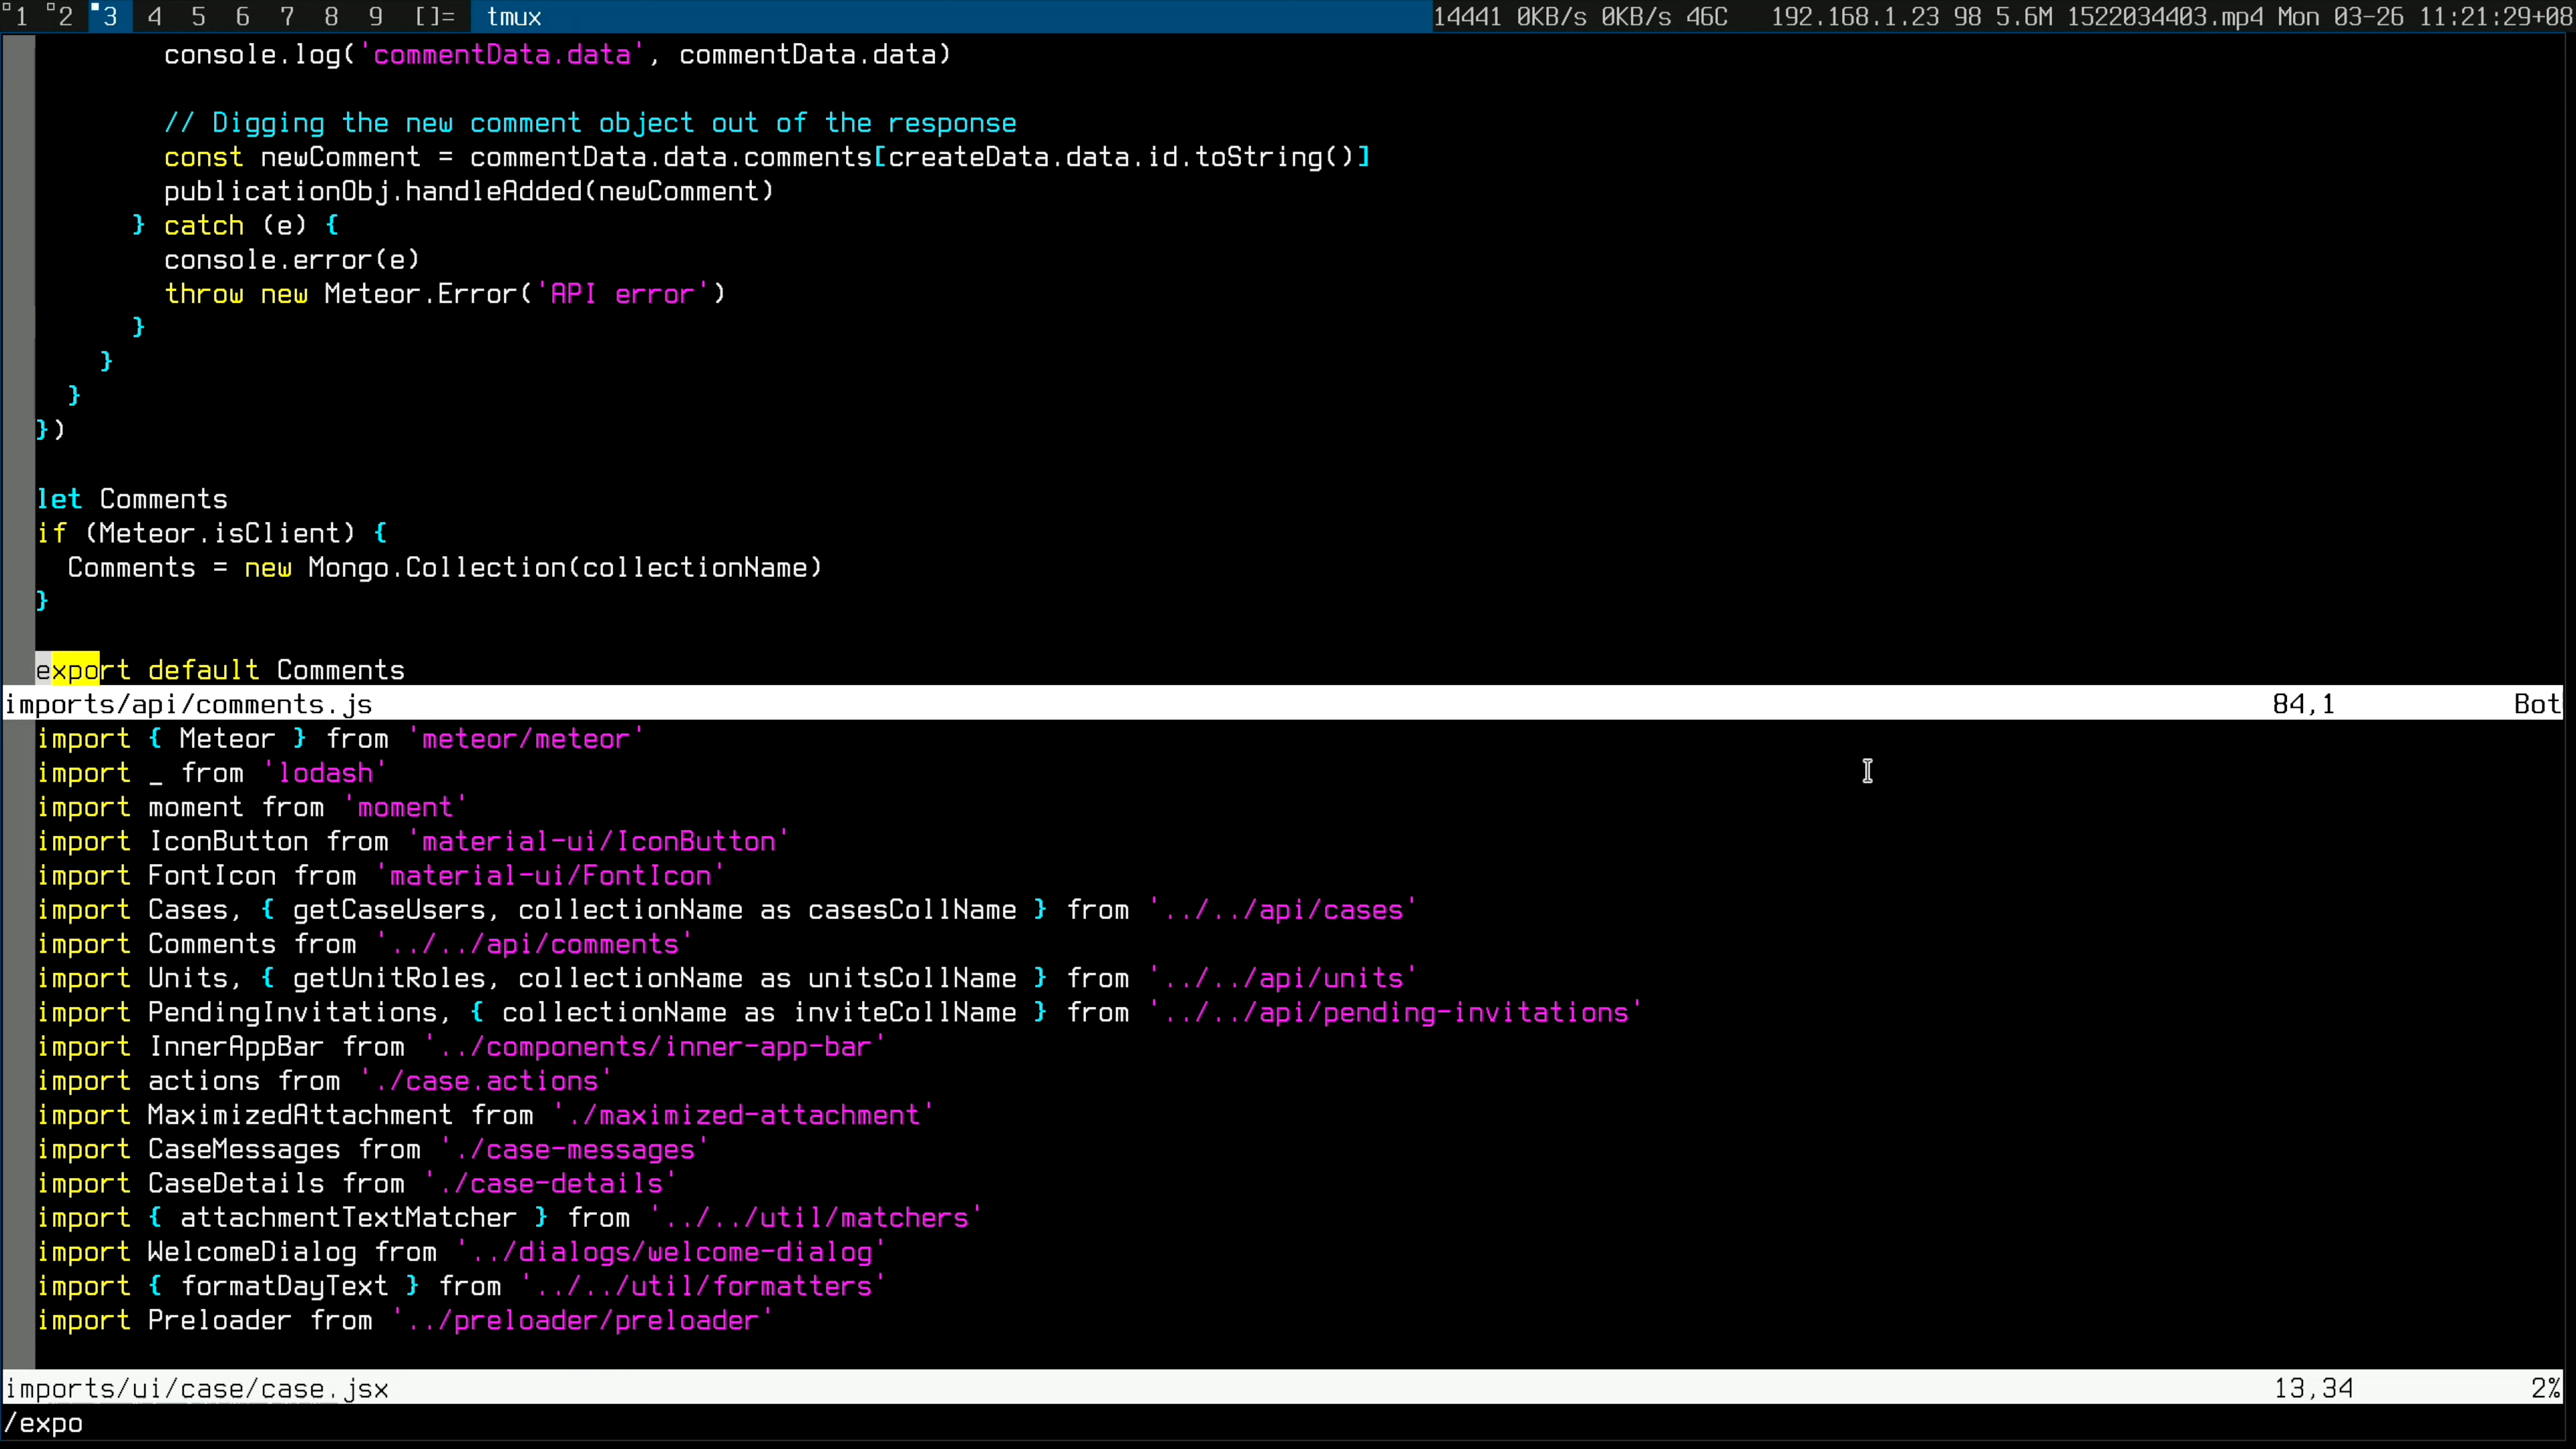 1 2 3 4 5 6 7 8 9 []= tmux 14441 0KB/s 0KB/s 46C 192.168.1.23 98 5.6M 1522034403.mp4 Mon 03-26 11:21:29+08
console.log('commentData.data', commentData.data)
// Digging the new comment object out of the response
const newComment = commentData.data.comments[createData.data.id.toString()]
publicationObj.handleAdded(newComment)
} catch (e) {
console.error(e)
throw new Meteor.Error('API error')
}
}
}
})
let Comments
if (Meteor.isClient) {
Comments = new Mongo.Collection(collectionName)
}
export default Comments
imports/api/comments.js 84,1 Bot
import { Meteor } from 'meteor/meteor'
import _ from 'lodash'
import moment from 'moment'
import IconButton from 'material-ui/IconButton'
import FontIcon from 'material-ui/FontIcon'
import Cases, { getCaseUsers, collectionName as casesCollName } from '../../api/cases'
import Comments from '../../api/comments'
import Units, { getUnitRoles, collectionName as unitsCollName } from '../../api/units'
import PendingInvitations, { collectionName as inviteCollName } from '../../api/pending-invitations'
import InnerAppBar from '../components/inner-app-bar'
import actions from './case.actions'
import MaximizedAttachment from './maximized-attachment'
import CaseMessages from './case-messages'
import CaseDetails from './case-details'
import { attachmentTextMatcher } from '../../util/matchers'
import WelcomeDialog from '../dialogs/welcome-dialog'
import { formatDayText } from '../../util/formatters'
import Preloader from '../preloader/preloader'
imports/ui/case/case.jsx 13,34 2%
/expo